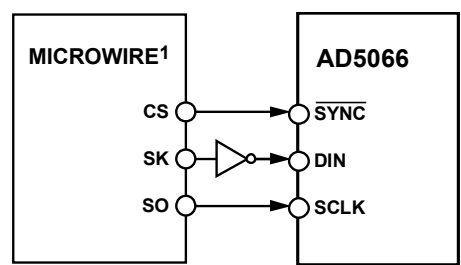 MICROWIRE1
AD5066
CS
SYNC
SK
DIN
SO
SCLK